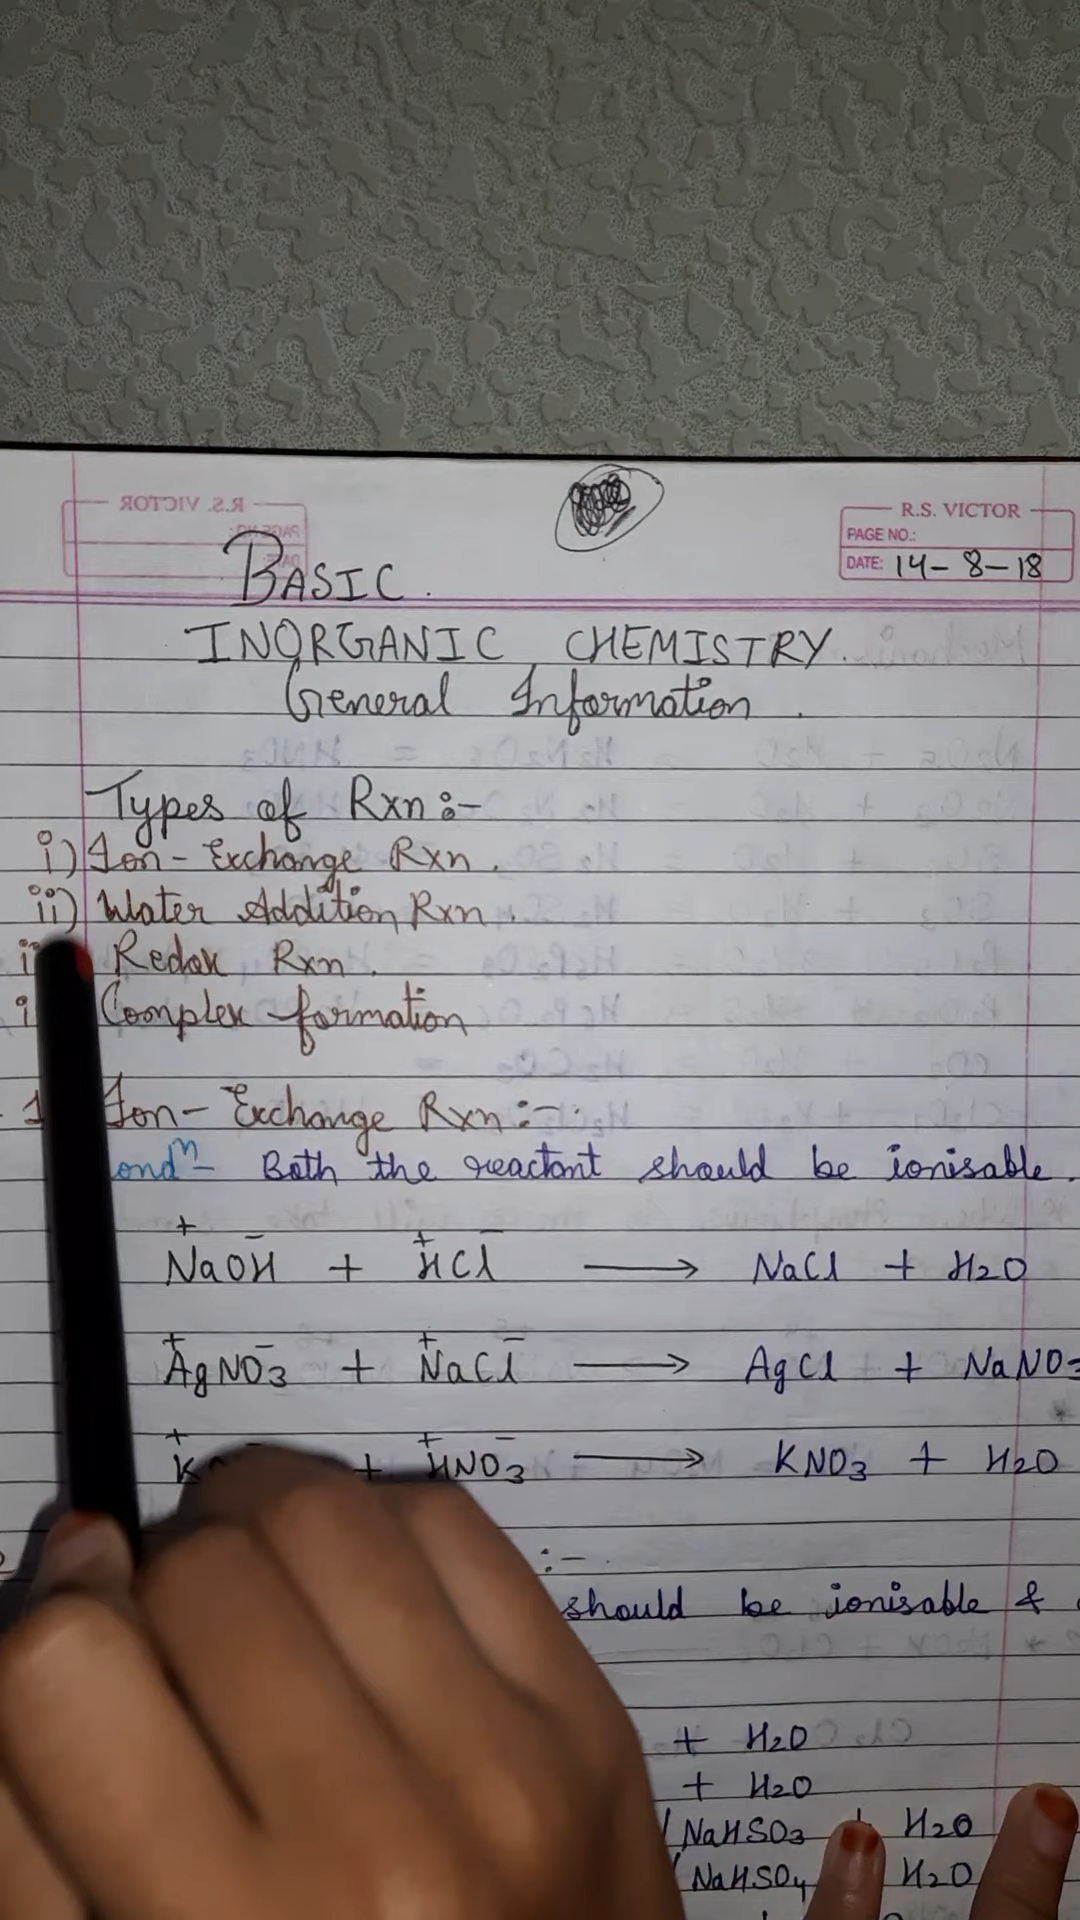 R.S. VICTOR
PAGE NO.:
DATE: 14-8-18
BASIC.
INORGANIC CHEMISTRY.
General Information.
Types of Rxn :-
i) Ion-Exchange Rxn.
ii) Water Addition Rxn.
Redox Rxn.
Complex formation
Ion-Exchange Rxn :-
ond^n - Both the reactant should be ionisable.
NaOH + HCl → NaCl + H2O
AgNO3 + NaCl → AgCl + NaNO3
K + HNO3 → KNO3 + H2O
:-
should be ionisable &
+ H2O
+ H2O
/NaHSO3 + H2O
/NaHSO4 H2O